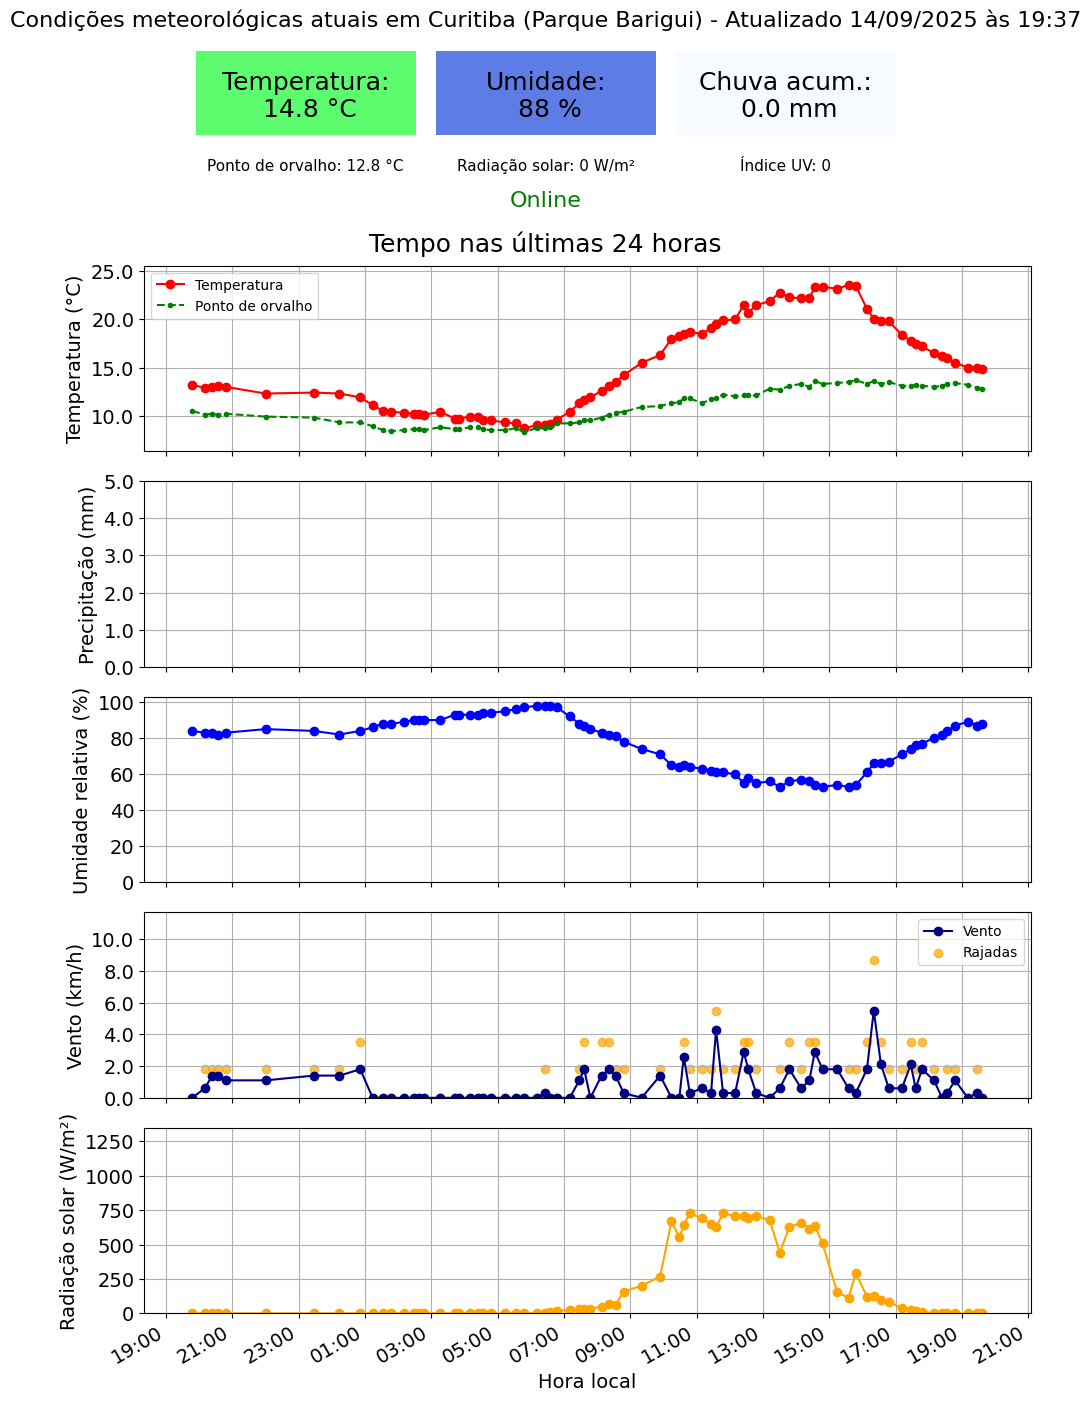 Condições meteorológicas atuais em Curitiba (Parque Barigui) - Atualizado 14/09/2025 às 19:37
Temperatura:
14.8 °C
Umidade:
88 %
Chuva acum.:
0.0 mm
Ponto de orvalho: 12.8 °C
Radiação solar: 0 W/m²
Índice UV: 0
Online
Tempo nas últimas 24 horas
Temperatura (°C)
25.0
20.0
15.0
10.0
Temperatura
Ponto de orvalho
Precipitação (mm)
5.0
4.0
3.0
2.0
1.0
0.0
Umidade relativa (%)
100
80
60
40
20
0
Vento (km/h)
10.0
8.0
6.0
4.0
2.0
0.0
Vento
Rajadas
Radiação solar (W/m²)
1250
1000
750
500
250
0
19:00
21:00
23:00
01:00
03:00
05:00
07:00
09:00
11:00
13:00
15:00
17:00
19:00
21:00
Hora local